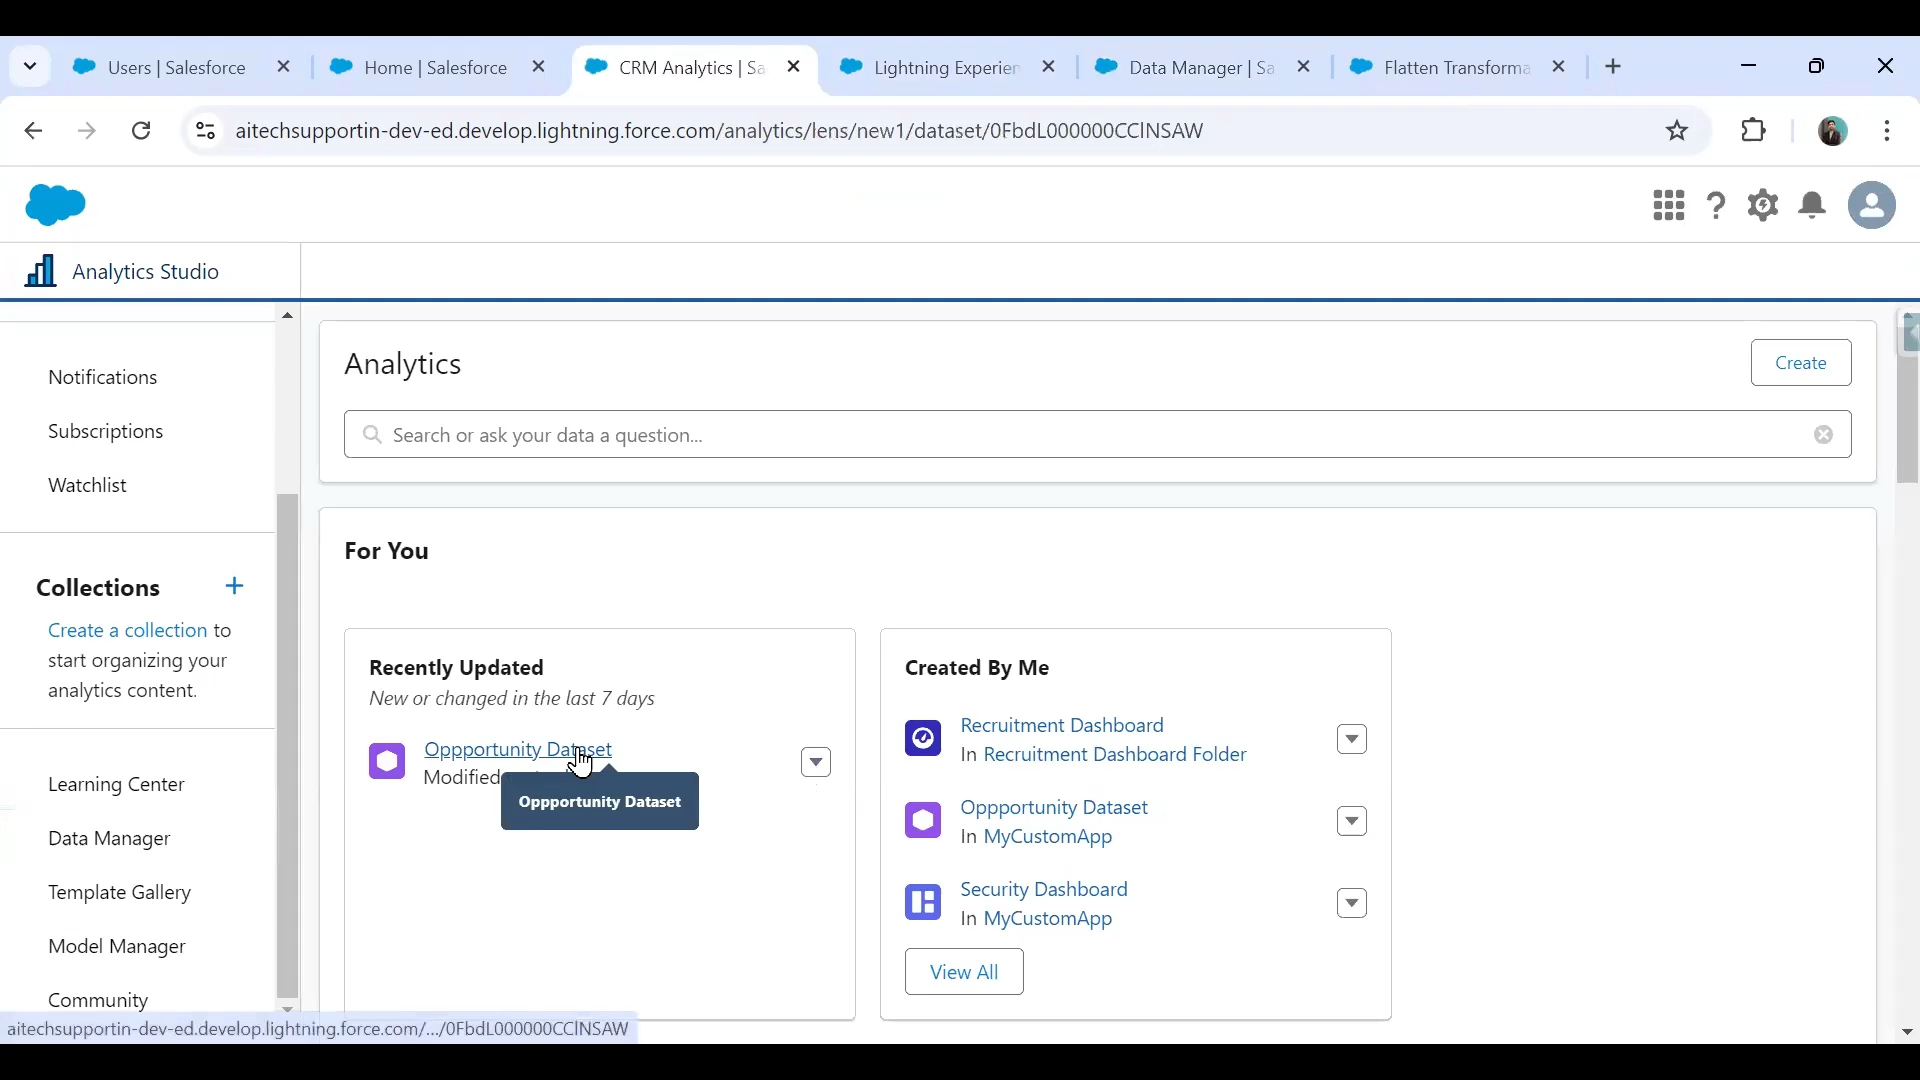 Users | Salesforce
Home | Salesforce
CRM Analytics | Sa
Lightning Experien
Data Manager | Sa
Flatten Transforma
aitechsupportin-dev-ed.develop.lightning.force.com/analytics/lens/new1/dataset/0FbdL000000CCINSAW
Analytics Studio
Notifications
Subscriptions
Watchlist
Collections
Create a collection to
start organizing your
analytics content.
Learning Center
Data Manager
Template Gallery
Model Manager
Community
Analytics
Create
Search or ask your data a question...
For You
Recently Updated
New or changed in the last 7 days
Oppportunity Dataset
Modified
Oppportunity Dataset
Created By Me
Recruitment Dashboard
In Recruitment Dashboard Folder
Oppportunity Dataset
In MyCustomApp
Security Dashboard
In MyCustomApp
View All
aitechsupportin-dev-ed.develop.lightning.force.com/.../0FbdL000000CCINSAW